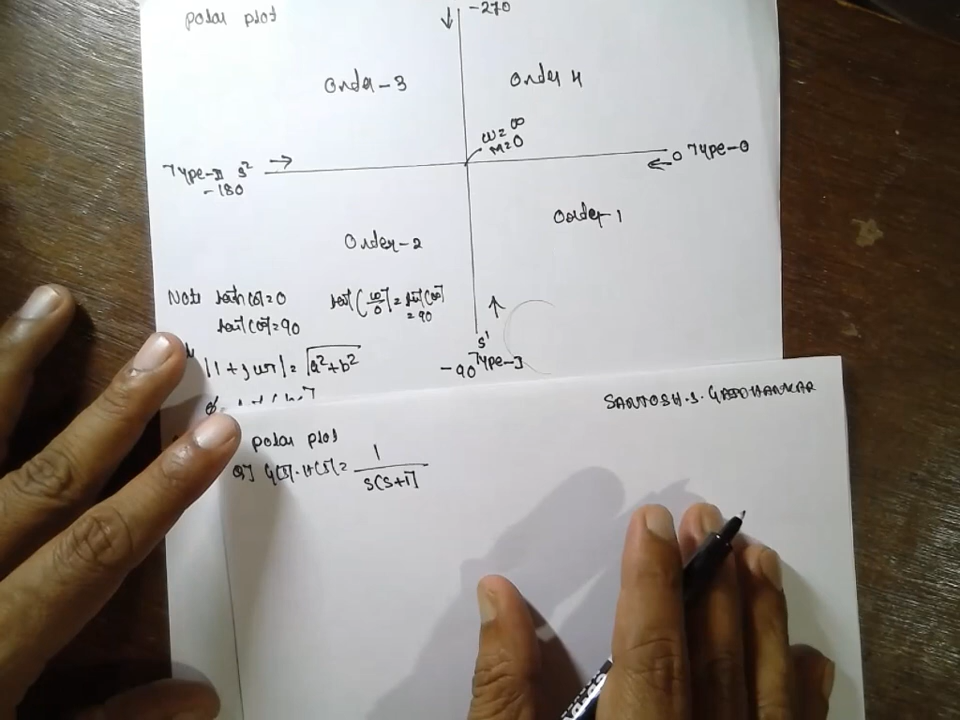 polar plot
-270
Order-3
Order 4
ω=∞
M=0
Type-II s²
-180
0 Type-0
Order-1
Order-2
Note tan⁻¹(0)=0
tan⁻¹(∞)=90
tan⁻¹(∞/0)=tan⁻¹(∞)
=90
s¹
-90 Type-I
|1+jω|=√a²+b²
φ
SANTOSH.S.
polar plot
Q] G(s).H(s)= 1
s(s+1)